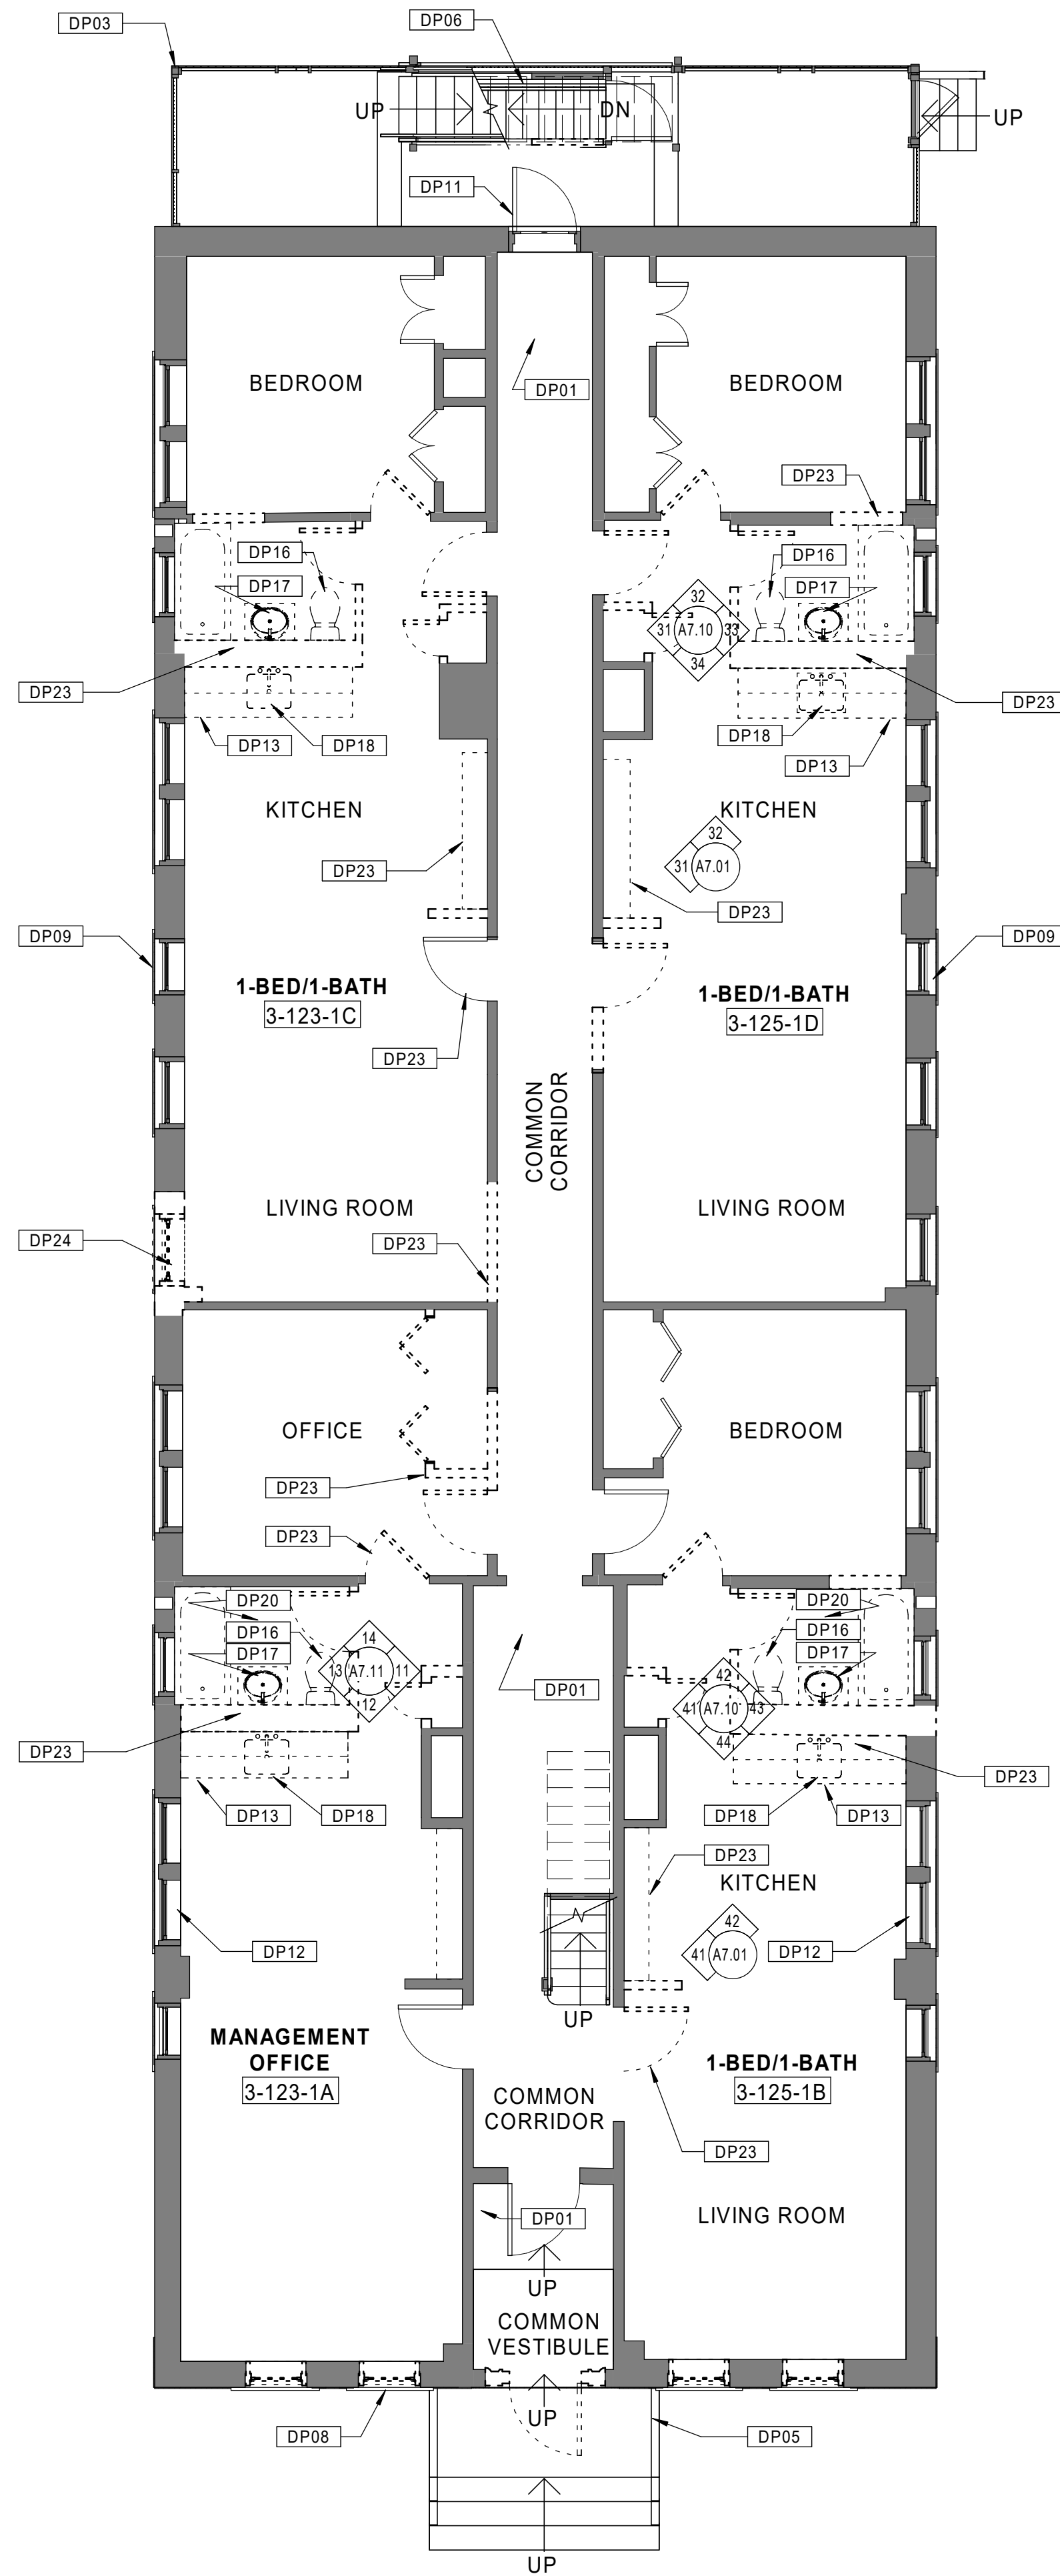 DP03
DP06
UP
DN
UP
DP11
BEDROOM
DP01
BEDROOM
DP23
DP16
DP17
DP16
DP17
32
31 A7.10 33
34
DP23
DP23
DP13
DP18
DP18
DP13
KITCHEN
KITCHEN
32
31 A7.01
DP23
DP23
DP09
DP09
1-BED/1-BATH
3-123-1C
1-BED/1-BATH
3-125-1D
DP23
COMMON
CORRIDOR
LIVING ROOM
LIVING ROOM
DP24
DP23
OFFICE
BEDROOM
DP23
DP23
DP20
DP16
DP17
14
13 A7.11 11
12
DP20
DP16
DP17
42
41 A7.10 43
44
DP01
DP23
DP23
DP13
DP18
DP18
DP13
DP23
KITCHEN
42
41 A7.01
DP12
DP12
UP
MANAGEMENT
OFFICE
3-123-1A
1-BED/1-BATH
3-125-1B
COMMON
CORRIDOR
DP23
DP01
LIVING ROOM
UP
COMMON
VESTIBULE
UP
DP08
DP05
UP